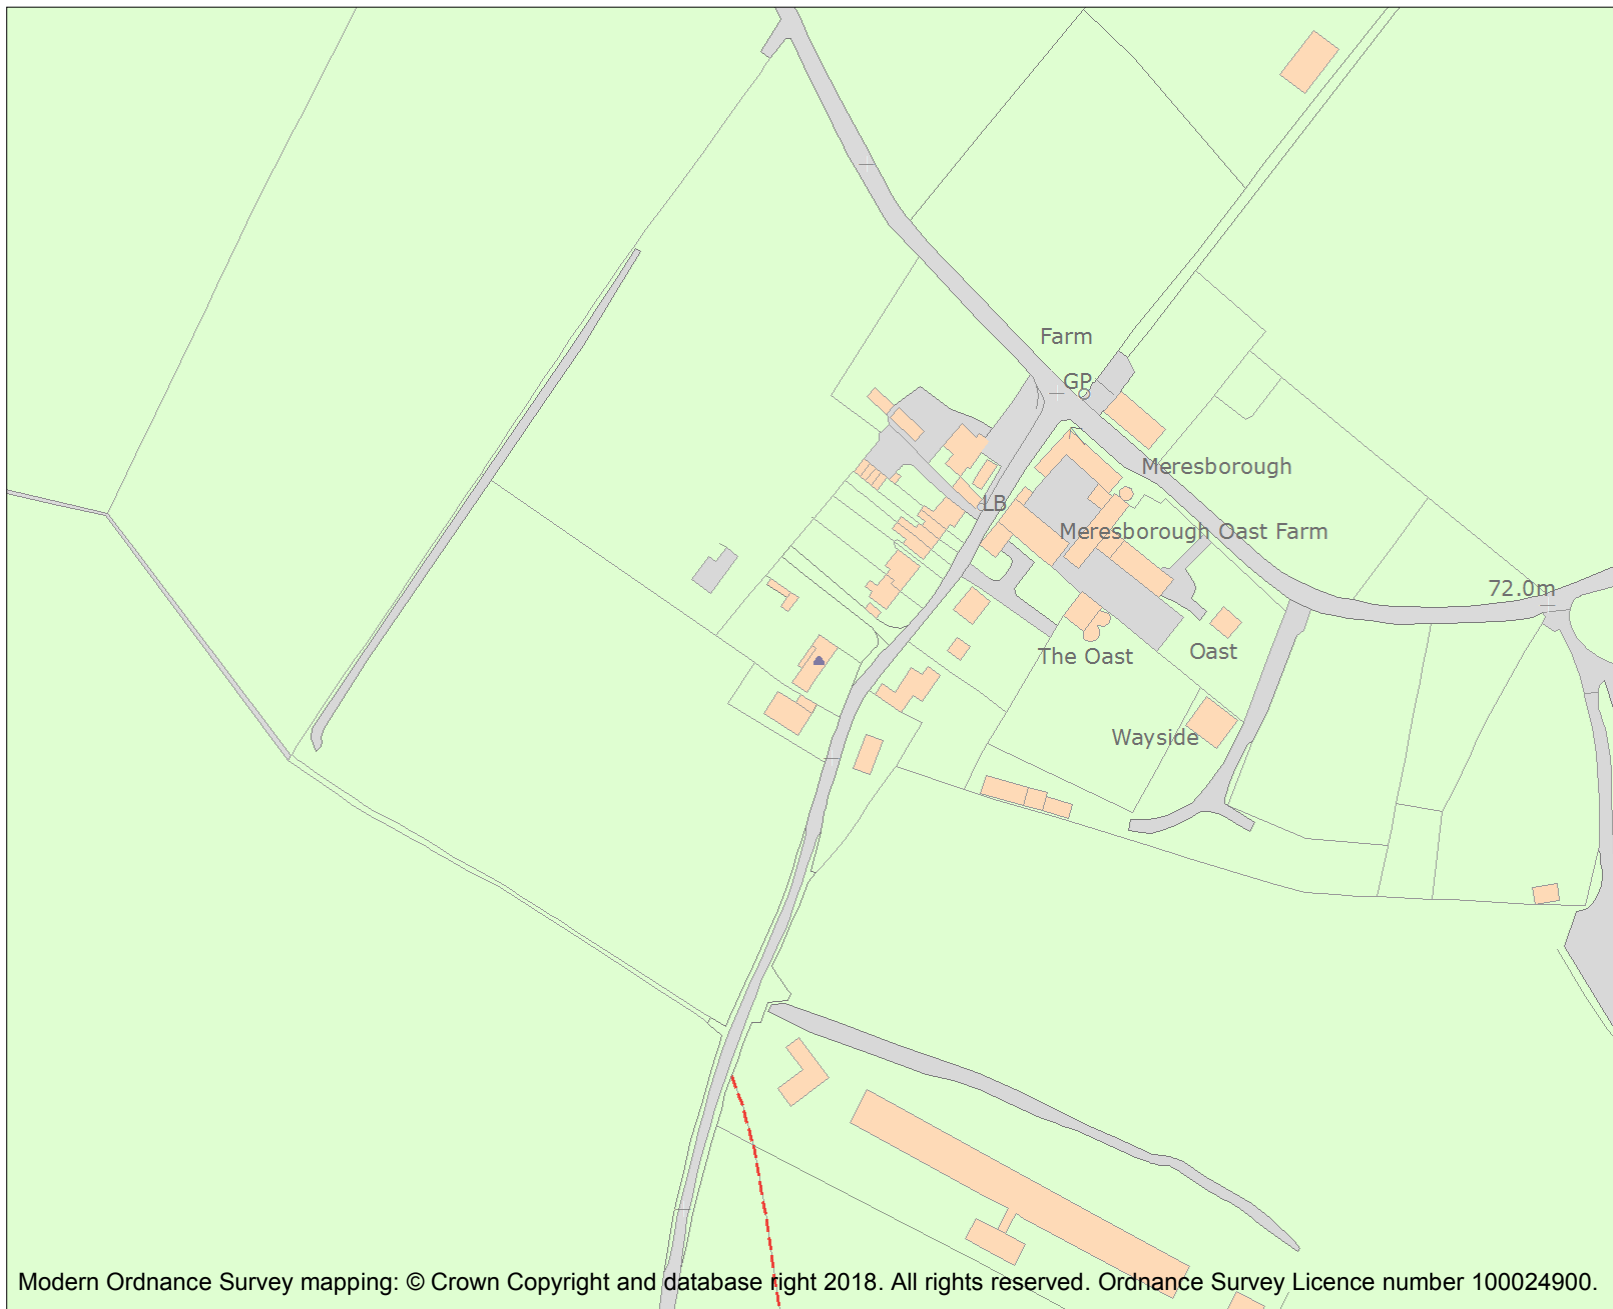 Farm
GP
Meresborough
LB
Meresborough Oast Farm
72.0m
The Oast
Oast
Wayside
Modern Ordnance Survey mapping: © Crown Copyright and database right 2018. All rights reserved. Ordnance Survey Licence number 100024900.